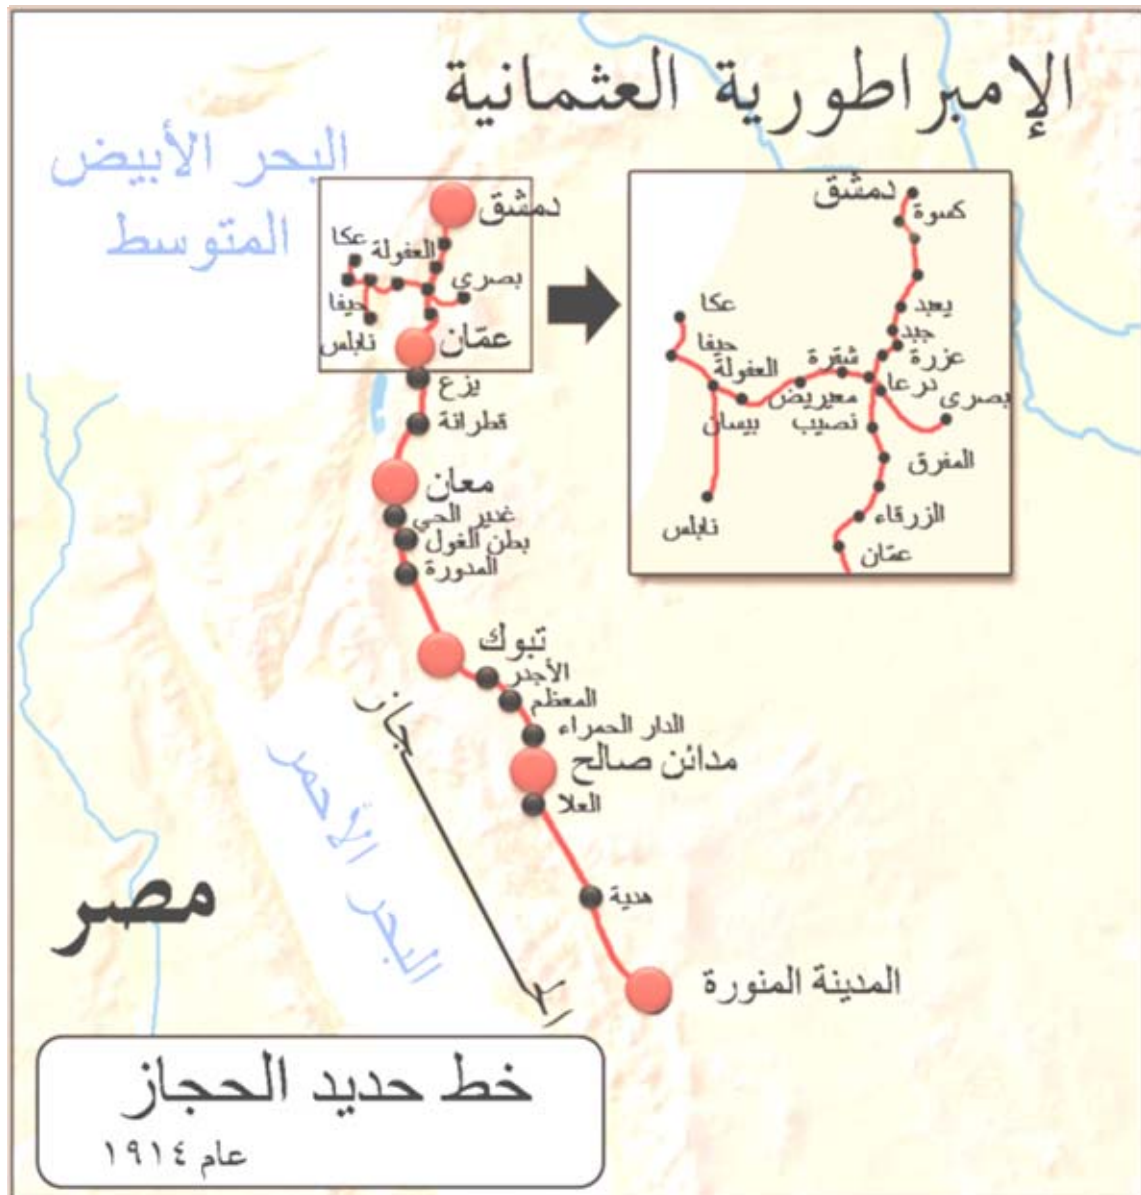 الإمبراطورية العثمانية
البحر الأبيض
المتوسط
دمشق
عكا
العفولة
بصرى
حيفا
نابلس
عمّان
يزع
قطرانة
معان
غدير الحي
بطن الغول
المدورة
تبوك
الأجدر
المعظم
الدار الحمراء
مدائن صالح
العلا
هدية
المدينة المنورة
الحجاز
البحر الأحمر
مصر
دمشق
كسوة
يعبد
جبد
عزرة
درعا
بصرى
شقرة
معيريض
العفولة
بيسان
نصيب
عكا
حيفا
نابلس
المفرق
الزرقاء
عمّان
خط حديد الحجاز
عام ١٩١٤